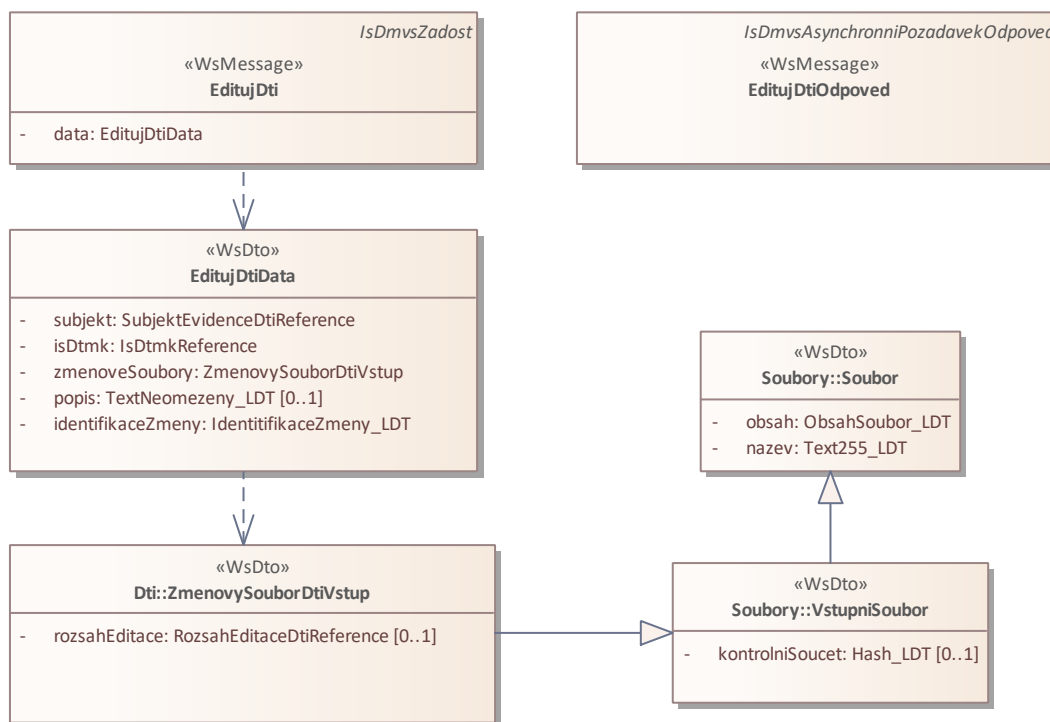 IsDmvsZadost
«WsMessage»
EditujDti
- data: EditujDtiData
IsDmvsAsynchronniPozadavekOdpoved
«WsMessage»
EditujDtiOdpoved
«WsDto»
EditujDtiData
- subjekt: SubjektEvidenceDtiReference
- isDtmk: IsDtmkReference
- zmenoveSoubory: ZmenovySouborDtiVstup
- popis: TextNeomezeny_LDT [0..1]
- identifikaceZmeny: IdentitifikaceZmeny_LDT
«WsDto»
Soubory::Soubor
- obsah: ObsahSoubor_LDT
- nazev: Text255_LDT
«WsDto»
Dti::ZmenovySouborDtiVstup
- rozsahEditace: RozsahEditaceDtiReference [0..1]
«WsDto»
Soubory::VstupniSoubor
- kontrolniSoucet: Hash_LDT [0..1]